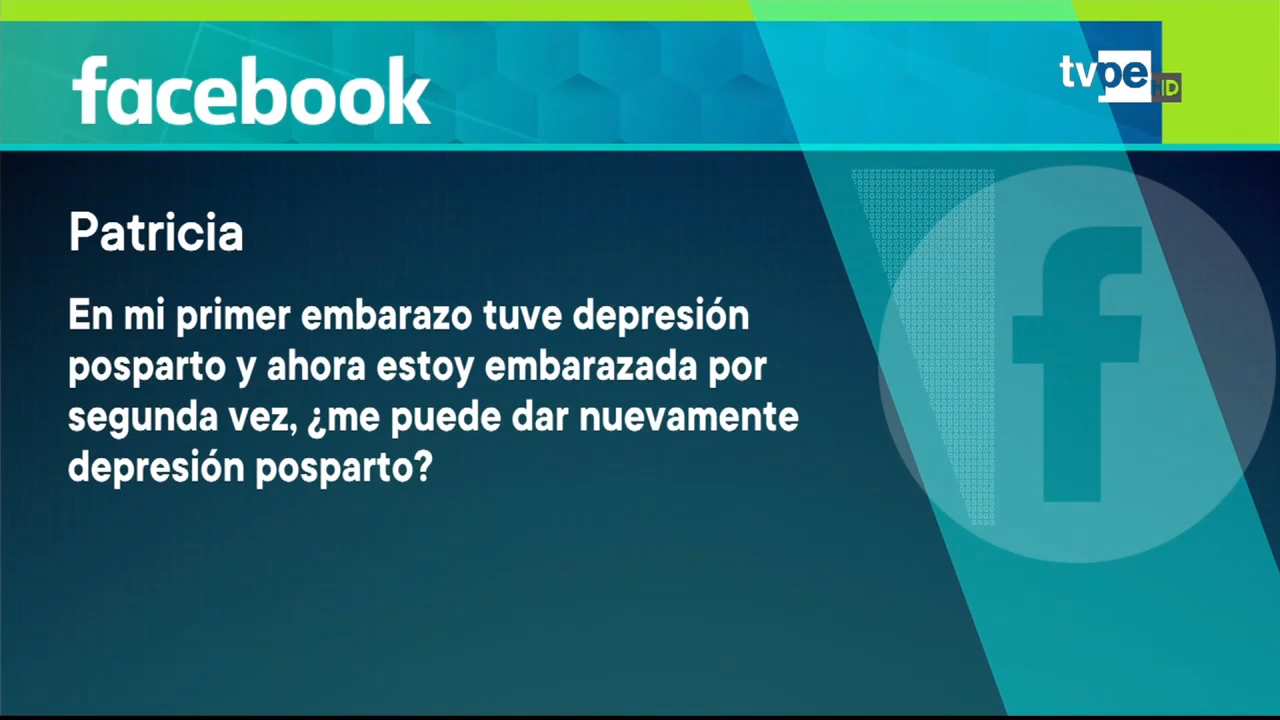 facebook
tvpe HD
Patricia
En mi primer embarazo tuve depresión
posparto y ahora estoy embarazada por
segunda vez, ¿me puede dar nuevamente
depresión posparto?
f